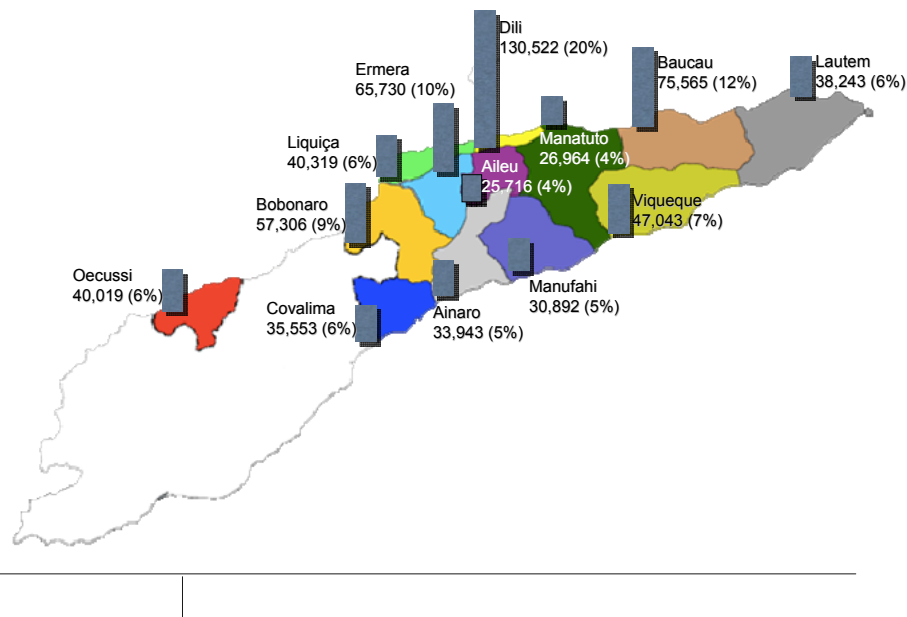 Dili
130,522 (20%)
Ermera
65,730 (10%)
Baucau
75,565 (12%)
Lautem
38,243 (6%)
Liquiça
40,319 (6%)
Manatuto
26,964 (4%)
Aileu
25,716 (4%)
Bobonaro
57,306 (9%)
Viqueque
47,043 (7%)
Oecussi
40,019 (6%)
Covalima
35,553 (6%)
Ainaro
33,943 (5%)
Manufahi
30,892 (5%)